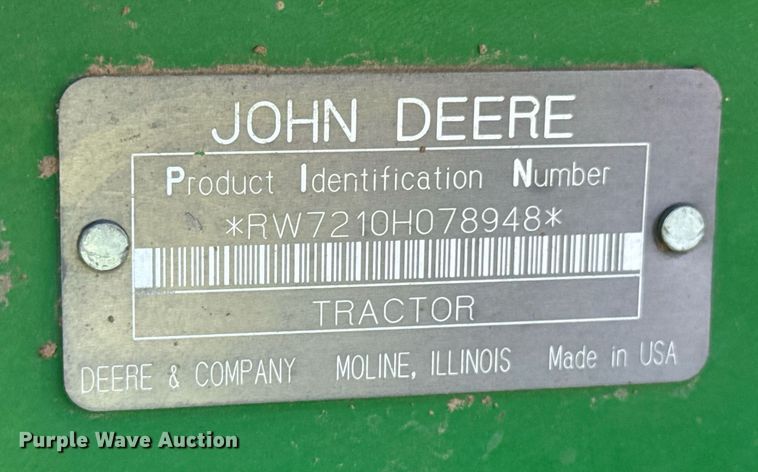 JOHN DEERE
Product Identification Number
*RW7210H078948*
TRACTOR
DEERE & COMPANY MOLINE, ILLINOIS Made in USA
Purple Wave Auction